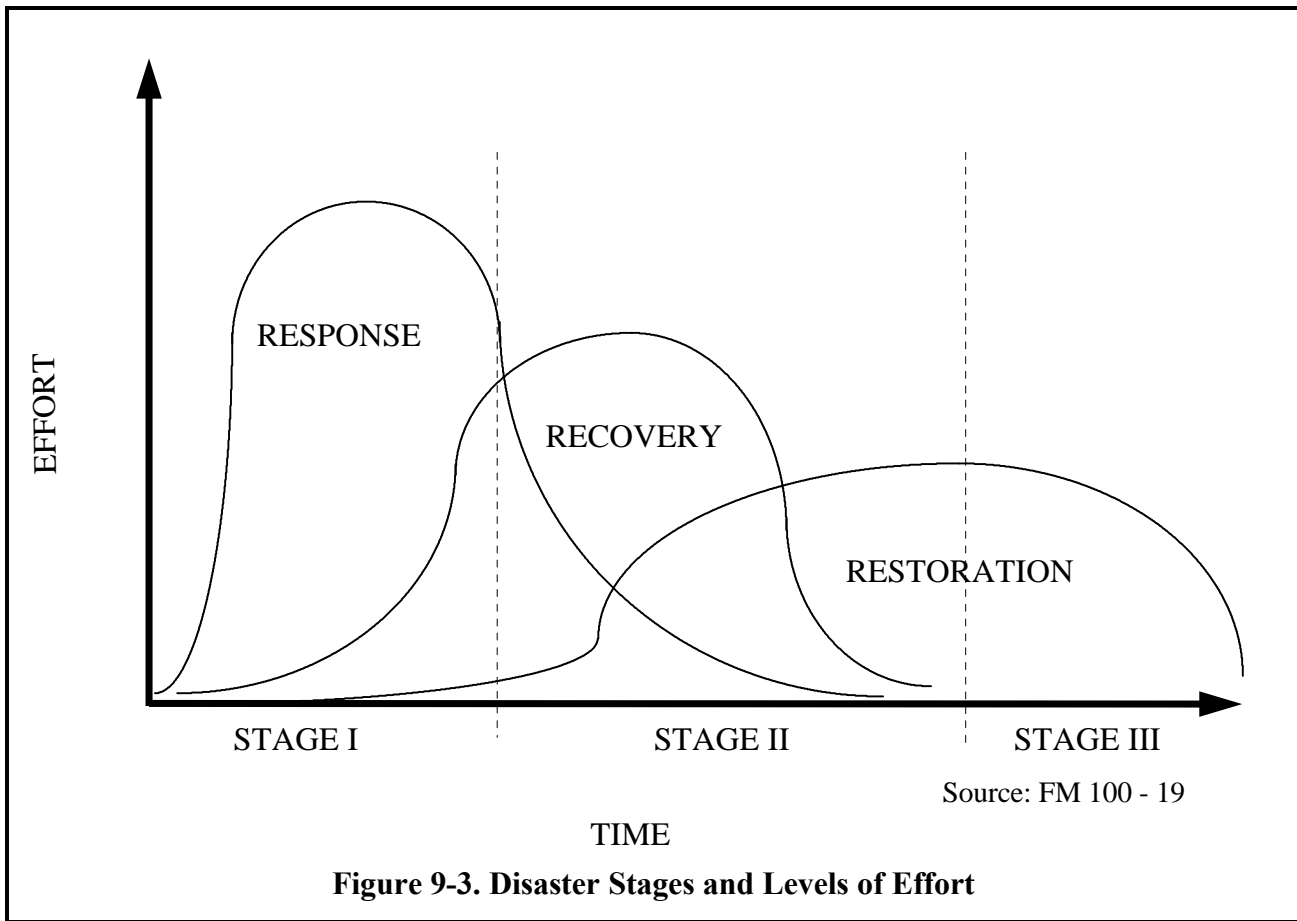 EFFORT
RESPONSE
RECOVERY
RESTORATION
STAGE I
STAGE II
STAGE III
Source: FM 100 - 19
TIME
Figure 9-3. Disaster Stages and Levels of Effort